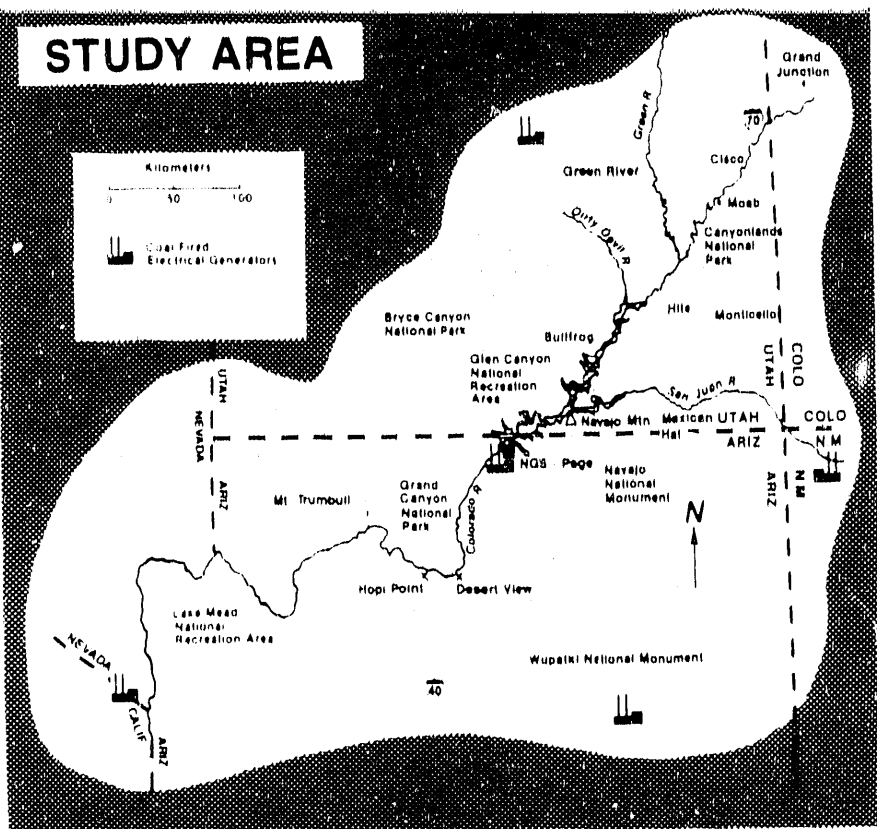 STUDY AREA
Kilometers
0 50 100
Coal Fired
Electrical Generators
Grand
Junction
70
Green R
Green River
Cisco
Moab
Dirty Devil R
Canyonlands
National
Park
Hite
Monticello
Bryce Canyon
National Park
Bullfrog
Glen Canyon
National
Recreation
Area
UTAH
COLO
San Juan R
UTAH
NEVADA
ARIZ
Navajo Mtn
Mexican
Hat
UTAH
COLO
ARIZ
N M
ARIZ
N M
NGS Page
Navajo
National
Monument
Mt Trumbull
Grand
Canyon
National
Park
Colorado R
N
Hopi Point
Desert View
Lake Mead
National
Recreation Area
NEVADA
CALIF
ARIZ
40
Wupatki National Monument